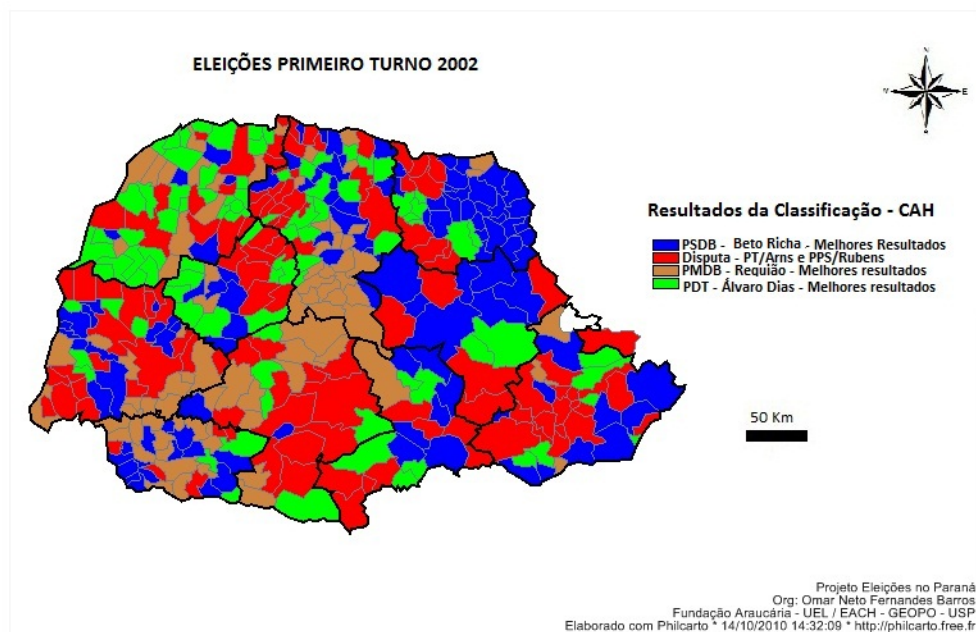 ELEIÇÕES PRIMEIRO TURNO 2002
N
W
E
S
Resultados da Classificação - CAH
PSDB - Beto Richa - Melhores Resultados
Disputa - PT/Arns e PPS/Rubens
PMDB - Requião - Melhores resultados
PDT - Álvaro Dias - Melhores resultados
50 Km
Projeto Eleições no Paraná
Org: Omar Neto Fernandes Barros
Fundação Araucária - UEL / EACH - GEOPO - USP
Elaborado com Philcarto * 14/10/2010 14:32:09 * http://philcarto.free.fr